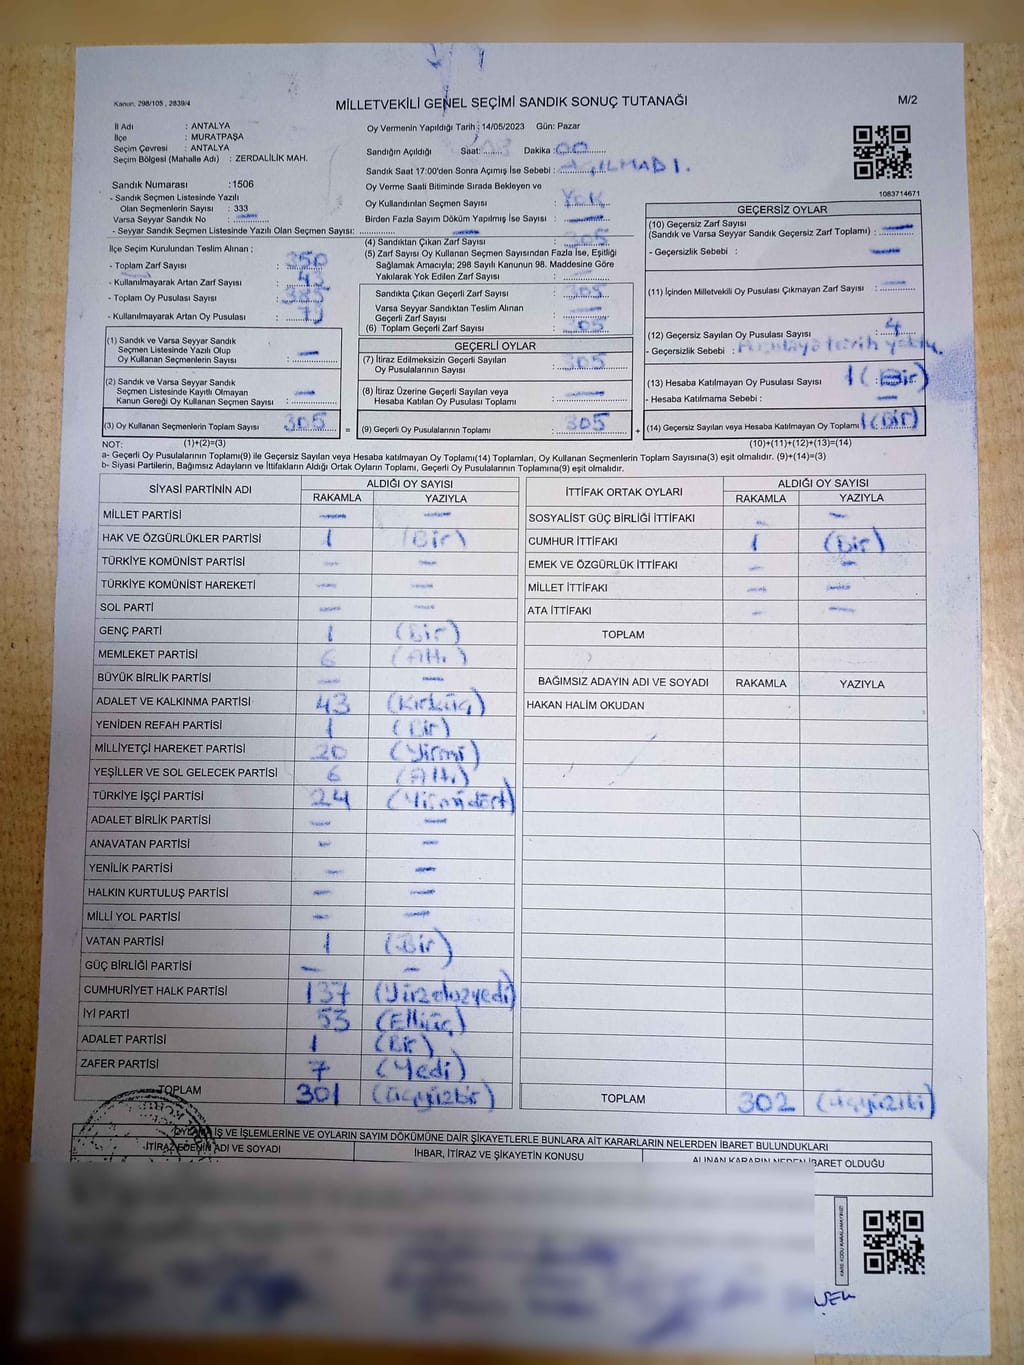 Kanun, 298/105 , 2839/4
MİLLETVEKİLİ GENEL SEÇİMİ SANDIK SONUÇ TUTANAĞI
M/2
İl Adı : ANTALYA
İlçe : MURATPAŞA
Seçim Çevresi : ANTALYA
Seçim Bölgesi (Mahalle Adı) : ZERDALİLİK MAH.
Sandık Numarası : 1506
- Sandık Seçmen Listesinde Yazılı
Olan Seçmenlerin Sayısı : 333
Varsa Seyyar Sandık No :
- Seyyar Sandık Seçmen Listesinde Yazılı Olan Seçmen Sayısı:
Oy Vermenin Yapıldığı Tarih : 14/05/2023 Gün: Pazar
Sandığın Açıldığı Saat: Dakika : 00
Sandık Saat 17:00'den Sonra Açımış İse Sebebi : AÇILMADI.
Oy Verme Saati Bitiminde Sırada Bekleyen ve
Oy Kullandırılan Seçmen Sayısı : Yok
Birden Fazla Sayım Döküm Yapılmış İse Sayısı :
1083714671
İlçe Seçim Kurulundan Teslim Alınan ;
- Toplam Zarf Sayısı : 350
- Kullanılmayarak Artan Zarf Sayısı :
- Toplam Oy Pusulası Sayısı :
- Kullanılmayarak Artan Oy Pusulası :
(1) Sandık ve Varsa Seyyar Sandık
Seçmen Listesinde Yazılı Olup
Oy Kullanan Seçmenlerin Sayısı :
(2) Sandık ve Varsa Seyyar Sandık
Seçmen Listesinde Kayıtlı Olmayan
Kanun Gereği Oy Kullanan Seçmen Sayısı :
(3) Oy Kullanan Seçmenlerin Toplam Sayısı : 305
=
(4) Sandıktan Çıkan Zarf Sayısı : 305
(5) Zarf Sayısı Oy Kullanan Seçmen Sayısından Fazla İse, Eşitliği
Sağlamak Amacıyla; 298 Sayılı Kanunun 98. Maddesine Göre
Yakılarak Yok Edilen Zarf Sayısı :
Sandıkta Çıkan Geçerli Zarf Sayısı : 305
Varsa Seyyar Sandıktan Teslim Alınan
Geçerli Zarf Sayısı :
(6) Toplam Geçerli Zarf Sayısı : 305
GEÇERLİ OYLAR
(7) İtiraz Edilmeksizin Geçerli Sayılan
Oy Pusulalarının Sayısı : 305
(8) İtiraz Üzerine Geçerli Sayılan veya
Hesaba Katılan Oy Pusulası Toplamı :
(9) Geçerli Oy Pusulalarının Toplamı : 305
+
GEÇERSİZ OYLAR
(10) Geçersiz Zarf Sayısı
(Sandık ve Varsa Seyyar Sandık Geçersiz Zarf Toplamı) :
- Geçersizlik Sebebi :
(11) İçinden Milletvekili Oy Pusulası Çıkmayan Zarf Sayısı :
(12) Geçersiz Sayılan Oy Pusulası Sayısı : 4
- Geçersizlik Sebebi :
(13) Hesaba Katılmayan Oy Pusulası Sayısı : 1 (Bir)
- Hesaba Katılmama Sebebi :
(14) Geçersiz Sayılan veya Hesaba Katılmayan Oy Toplamı : 1 (Bir)
NOT: (1)+(2)=(3)
(10)+(11)+(12)+(13)=(14)
a- Geçerli Oy Pusulalarının Toplamı(9) ile Geçersiz Sayılan veya Hesaba Katılmayan Oy Toplamı(14) Toplamları, Oy Kullanan Seçmenlerin Toplam Sayısına(3) eşit olmalıdır. (9)+(14)=(3)
b- Siyasi Partilerin, Bağımsız Adayların ve İttifakların Aldığı Ortak Oyların Toplamı, Geçerli Oy Pusulalarının Toplamına(9) eşit olmalıdır.
SİYASİ PARTİNİN ADI ALDIĞI OY SAYISI
RAKAMLA YAZIYLA
MİLLET PARTİSİ
HAK VE ÖZGÜRLÜKLER PARTİSİ 1 (Bir)
TÜRKİYE KOMÜNİST PARTİSİ
TÜRKİYE KOMÜNİST HAREKETİ
SOL PARTİ
GENÇ PARTİ 1 (Bir)
MEMLEKET PARTİSİ 6 (Altı)
BÜYÜK BİRLİK PARTİSİ
ADALET VE KALKINMA PARTİSİ 43 (Kırküç)
YENİDEN REFAH PARTİSİ 1 (Bir)
MİLLİYETÇİ HAREKET PARTİSİ 20 (Yirmi)
YEŞİLLER VE SOL GELECEK PARTİSİ 6 (Altı)
TÜRKİYE İŞÇİ PARTİSİ 24 (Yirmidört)
ADALET BİRLİK PARTİSİ
ANAVATAN PARTİSİ
YENİLİK PARTİSİ
HALKIN KURTULUŞ PARTİSİ
MİLLİ YOL PARTİSİ
VATAN PARTİSİ 1 (Bir)
GÜÇ BİRLİĞİ PARTİSİ
CUMHURİYET HALK PARTİSİ 137 (Yüzotuzyedi)
İYİ PARTİ 53 (Elliüç)
ADALET PARTİSİ 1 (Bir)
ZAFER PARTİSİ 7 (Yedi)
TOPLAM 301 (üçyüzbir)
İTTİFAK ORTAK OYLARI ALDIĞI OY SAYISI
RAKAMLA YAZIYLA
SOSYALİST GÜÇ BİRLİĞİ İTTİFAKI
CUMHUR İTTİFAKI 1 (Bir)
EMEK VE ÖZGÜRLÜK İTTİFAKI
MİLLET İTTİFAKI
ATA İTTİFAKI
TOPLAM
BAĞIMSIZ ADAYIN ADI VE SOYADI RAKAMLA YAZIYLA
HAKAN HALİM OKUDAN
TOPLAM 302 (üçyüziki)
OYLAMA İŞ VE İŞLEMLERİNE VE OYLARIN SAYIM DÖKÜMÜNE DAİR ŞİKAYETLERLE BUNLARA AİT KARARLARIN NELERDEN İBARET BULUNDUKLARI
İTİRAZ EDENİN ADI VE SOYADI İHBAR, İTİRAZ VE ŞİKAYETİN KONUSU ALINAN KARARIN NEDEN İBARET OLDUĞU
KARE KODU KARALAMAYINIZ!